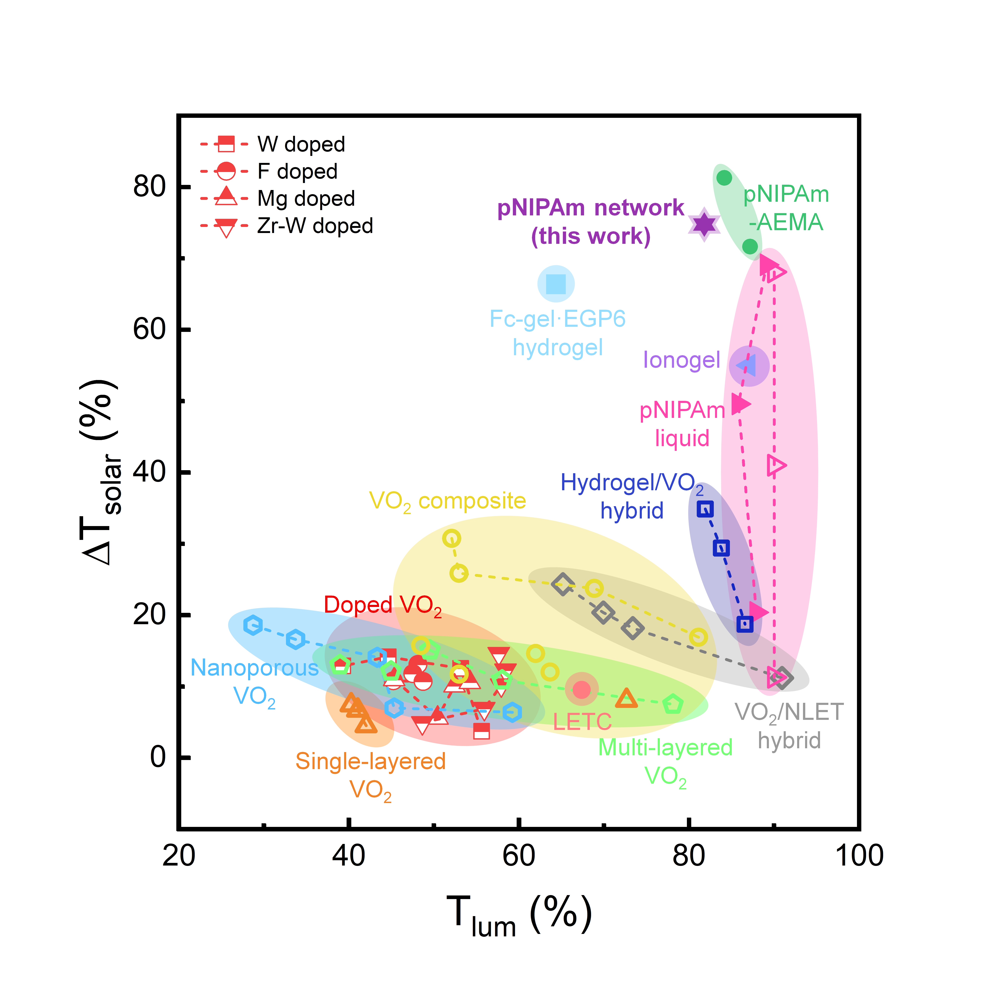 W doped
F doped
Mg doped
Zr-W doped
pNIPAm network
(this work)
pNIPAm
-AEMA
Fc-gel·EGP6
hydrogel
Ionogel
pNIPAm
liquid
Hydrogel/VO₂
hybrid
VO₂ composite
Doped VO₂
Nanoporous
VO₂
LETC
VO₂/NLET
hybrid
Multi-layered
VO₂
Single-layered
VO₂
80
60
40
20
0
ΔTsolar (%)
20 40 60 80 100
Tlum (%)